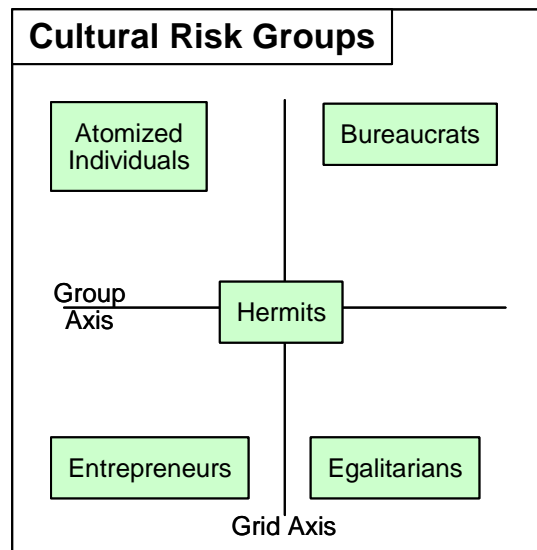 Cultural Risk Groups
Atomized
Individuals
Bureaucrats
Group
Axis
Hermits
Entrepreneurs
Egalitarians
Grid Axis